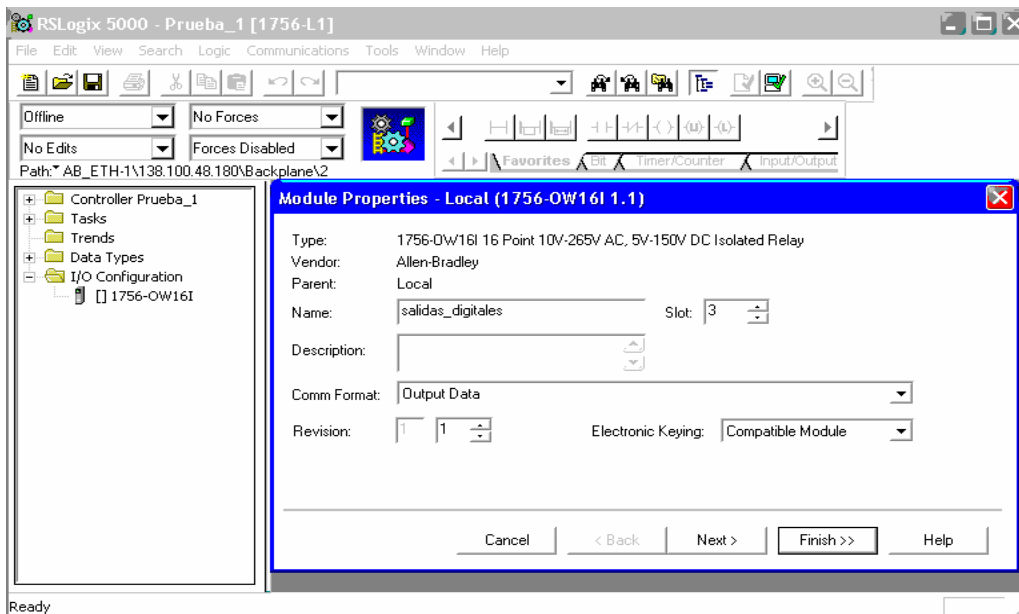 RSLogix 5000 - Prueba_1 [1756-L1]
File Edit View Search Logic Communications Tools Window Help
Offline No Forces
No Edits Forces Disabled
Favorites Bit Timer/Counter Input/Output
Path: AB_ETH-1\138.100.48.180\Backplane\2
Controller Prueba_1
Tasks
Trends
Data Types
I/O Configuration
[] 1756-OW16I
Module Properties - Local (1756-OW16I 1.1)
Type: 1756-OW16I 16 Point 10V-265V AC, 5V-150V DC Isolated Relay
Vendor: Allen-Bradley
Parent: Local
Name: salidas_digitales Slot: 3
Description:
Comm Format: Output Data
Revision: 1 1 Electronic Keying: Compatible Module
Cancel < Back Next > Finish >> Help
Ready